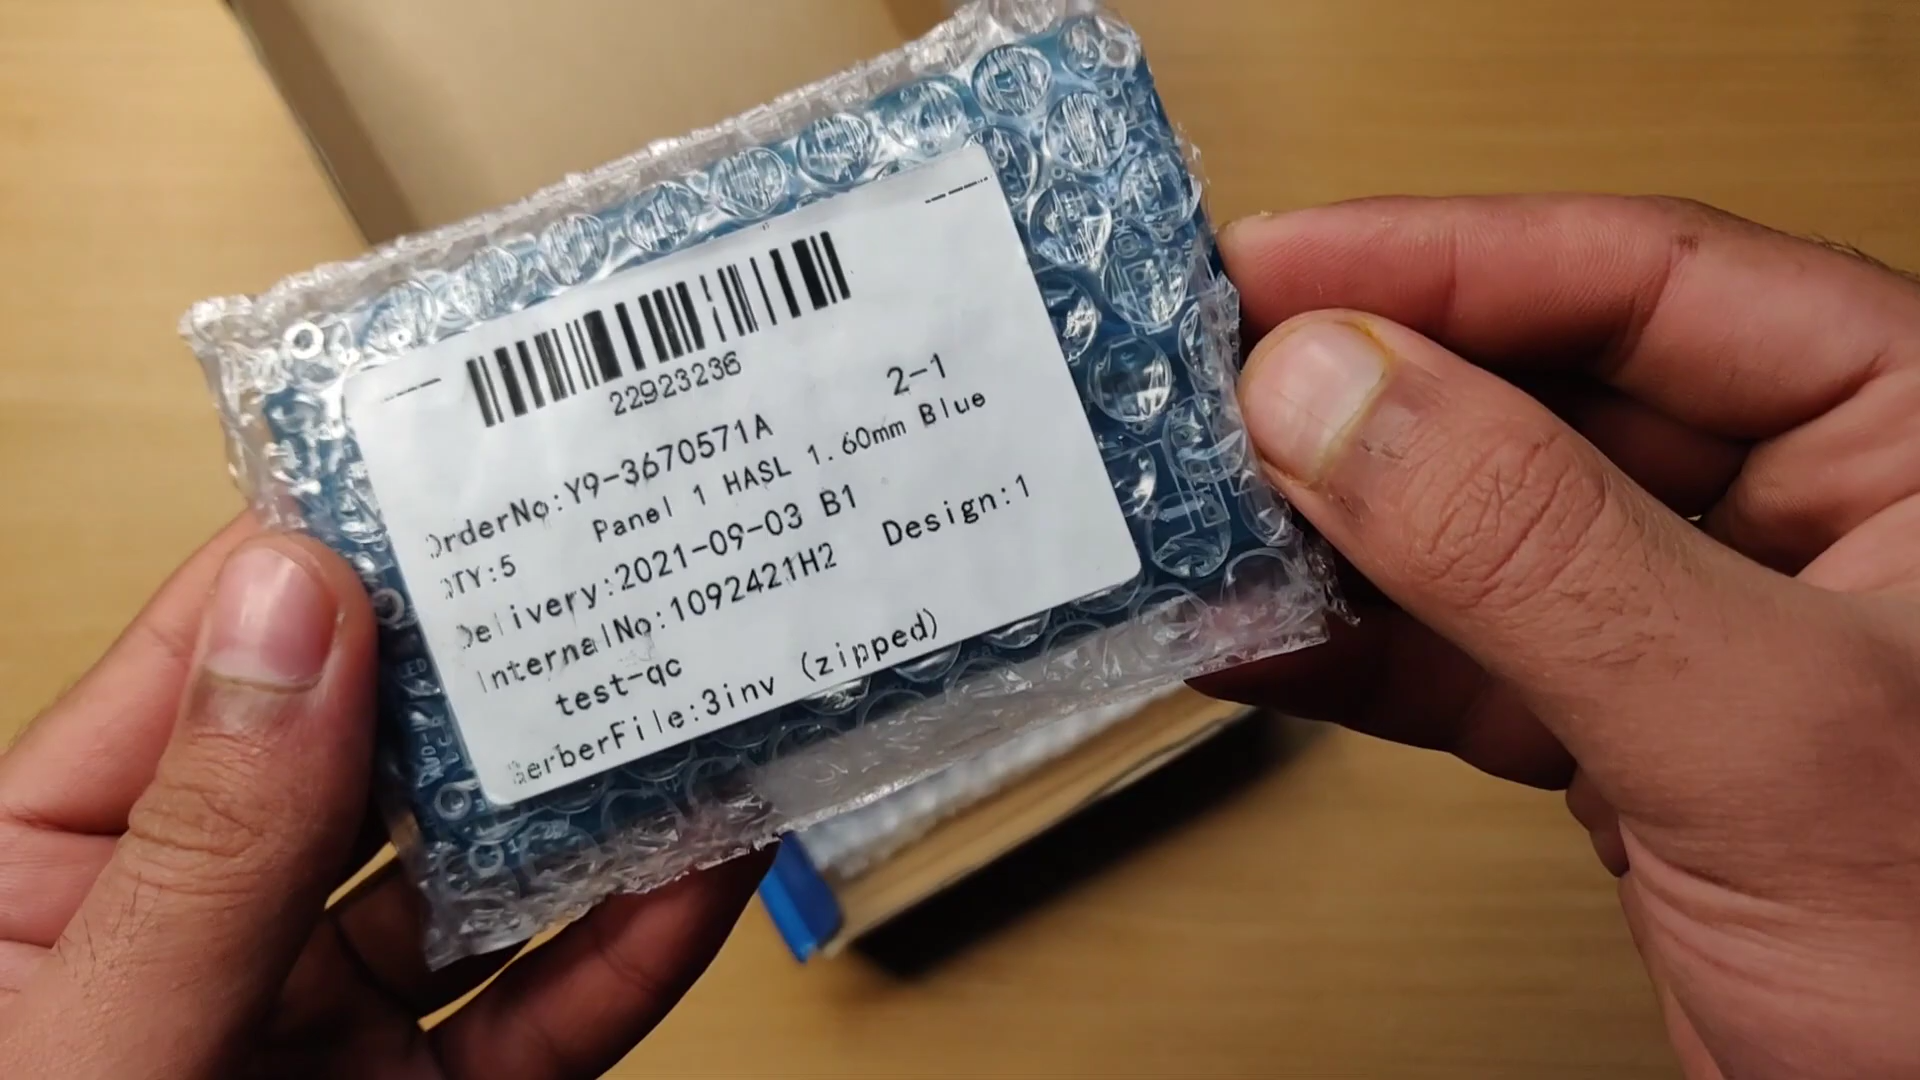 22923236
2-1
OrderNo:Y9-3670571A
Panel 1 HASL 1.60mm Blue
QTY:5
Delivery:2021-09-03 B1
InternalNo:1092421H2
Design:1
test-qc
GerberFile:3inv (zipped)